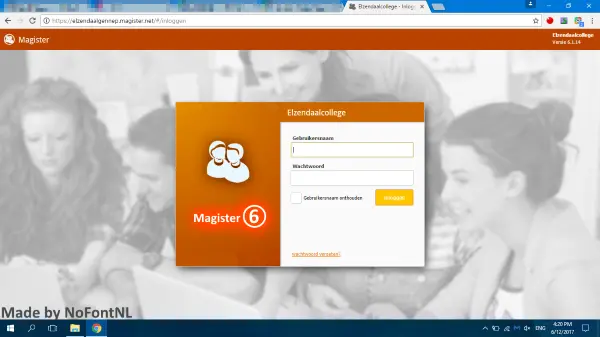 Elzendaalcollege - Inlog
https://elzendaalgennep.magister.net/#/inloggen
Magister
Elzendaalcollege
Versie 6.1.14
Elzendaalcollege
Gebruikersnaam
Wachtwoord
Gebruikersnaam onthouden
Inloggen
Magister 6
Wachtwoord vergeten?
Made by NoFontNL
ENG
4:20 PM
6/12/2017